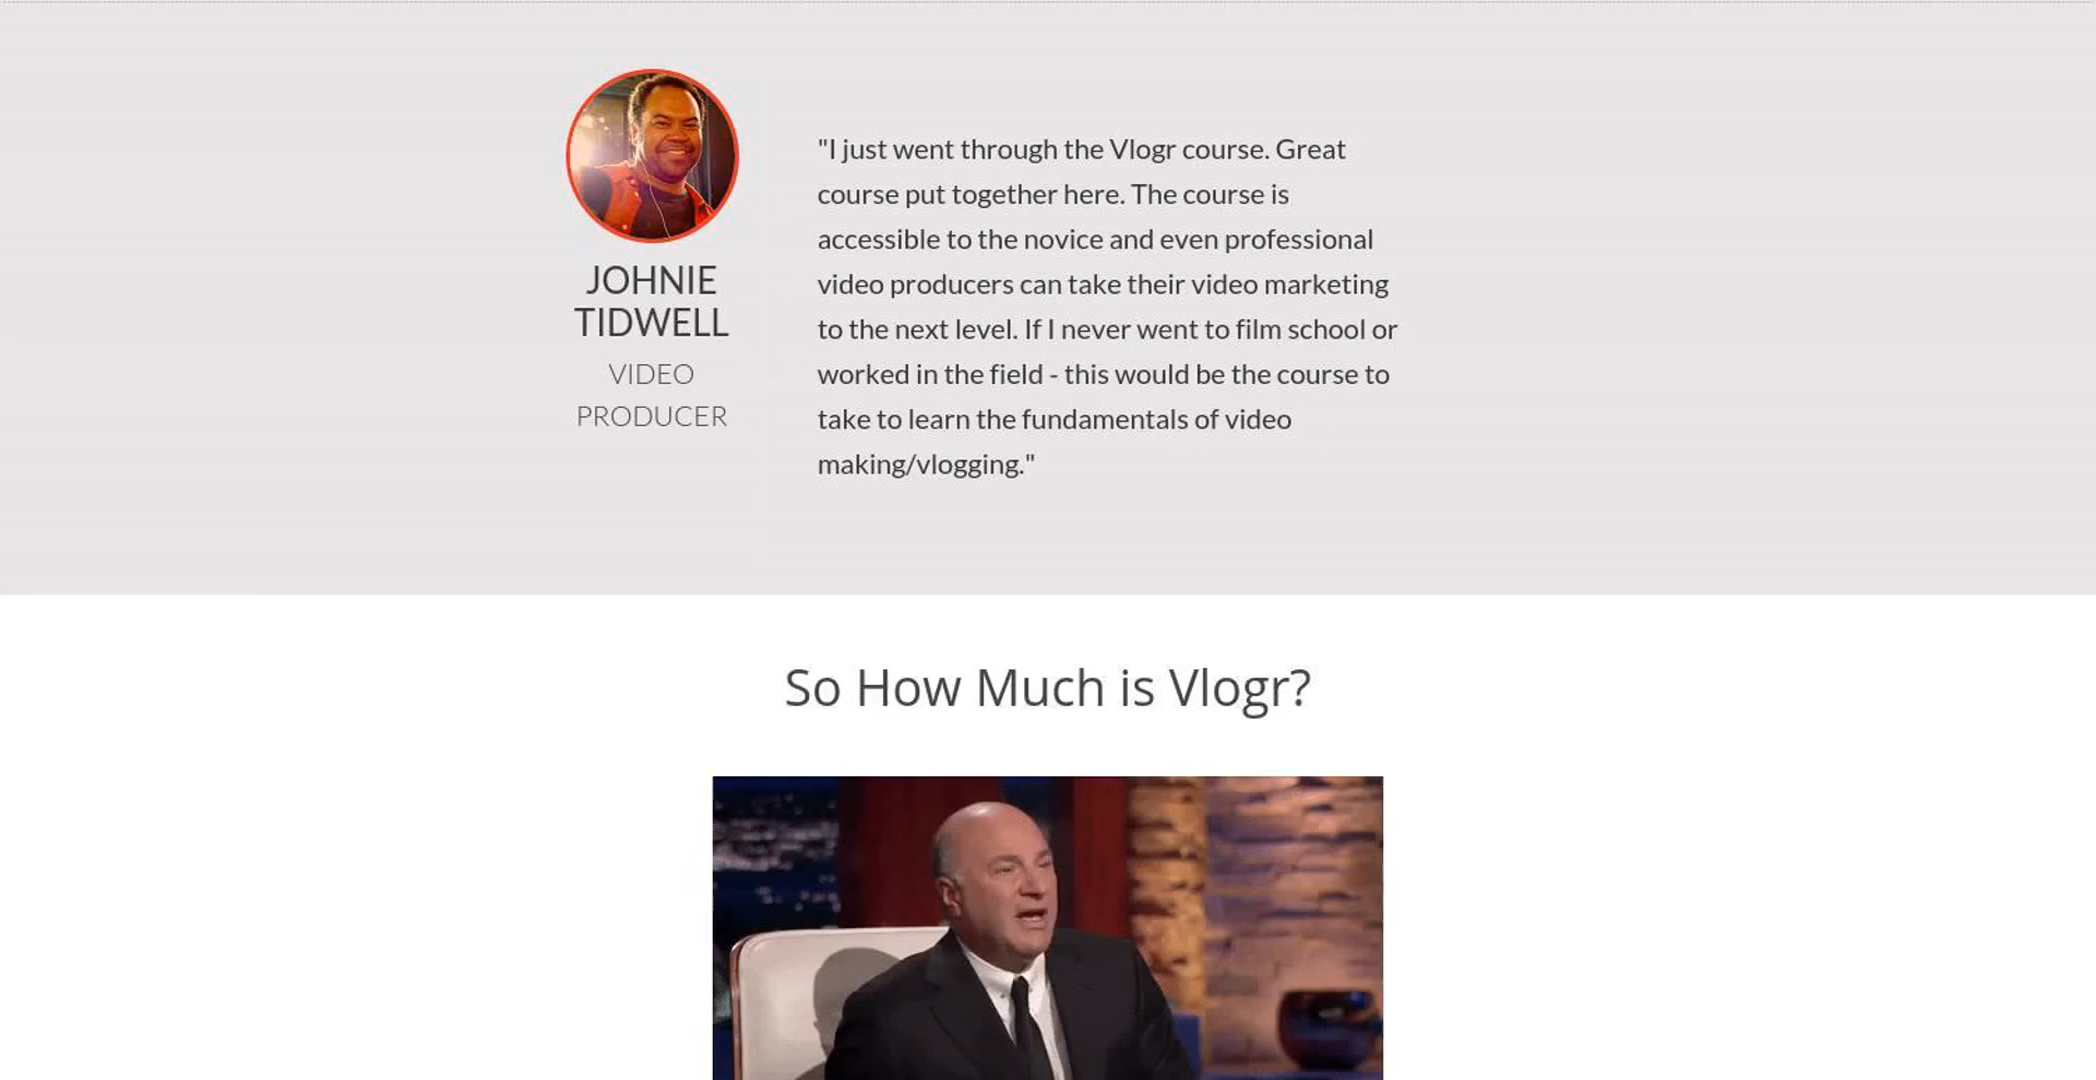 JOHNIE
TIDWELL
VIDEO
PRODUCER
"I just went through the Vlogr course. Great
course put together here. The course is
accessible to the novice and even professional
video producers can take their video marketing
to the next level. If I never went to film school or
worked in the field - this would be the course to
take to learn the fundamentals of video
making/vlogging."
So How Much is Vlogr?